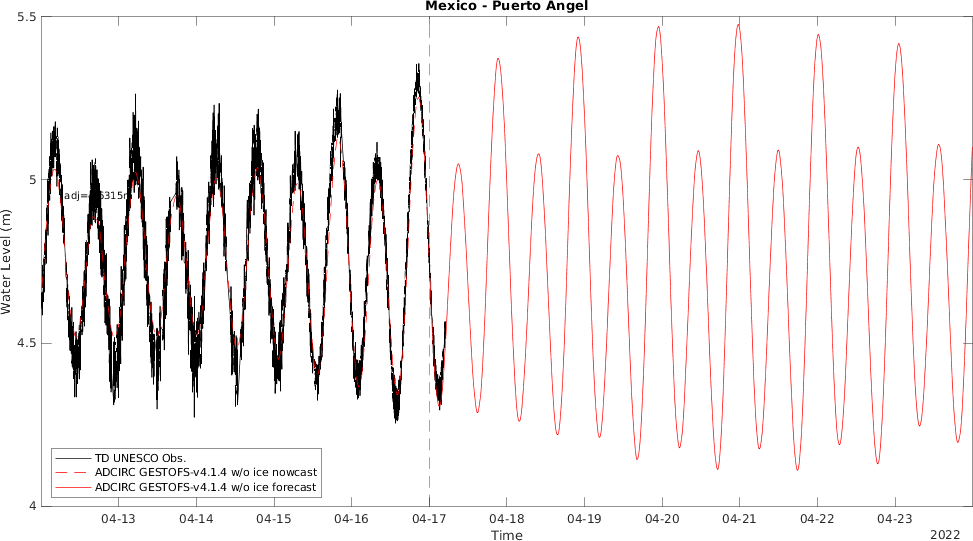 Mexico - Puerto Angel
5.5
5
4.5
4
Water Level (m)
04-13 04-14 04-15 04-16 04-17 04-18 04-19 04-20 04-21 04-22 04-23
Time
2022
TD UNESCO Obs.
ADCIRC GESTOFS-v4.1.4 w/o ice nowcast
ADCIRC GESTOFS-v4.1.4 w/o ice forecast